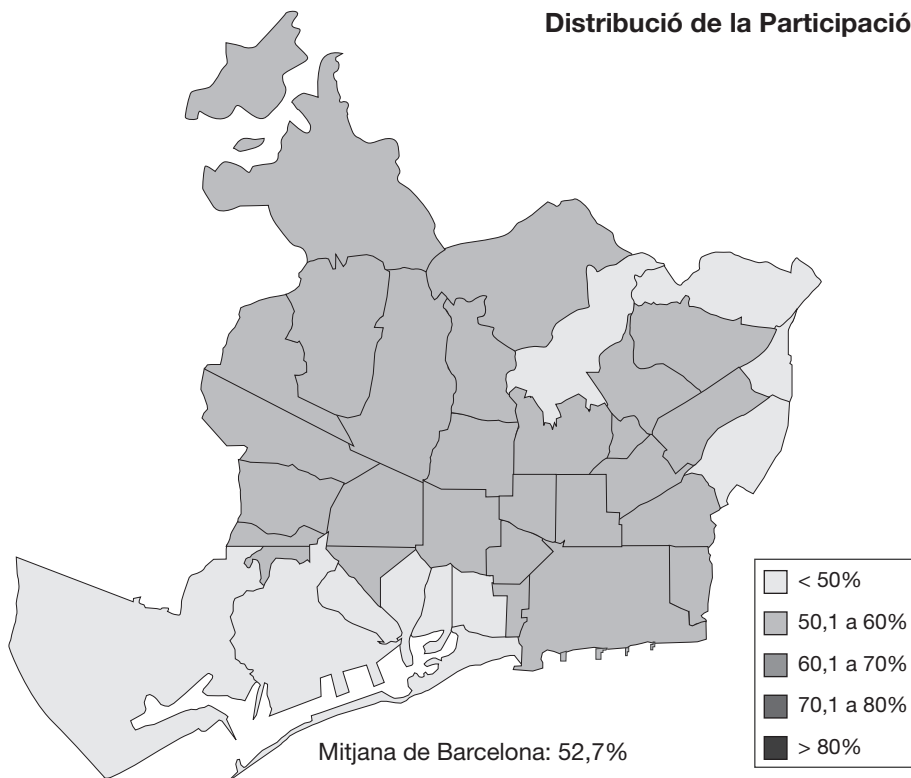 Distribució de la Participació
< 50%
50,1 a 60%
60,1 a 70%
70,1 a 80%
> 80%
Mitjana de Barcelona: 52,7%